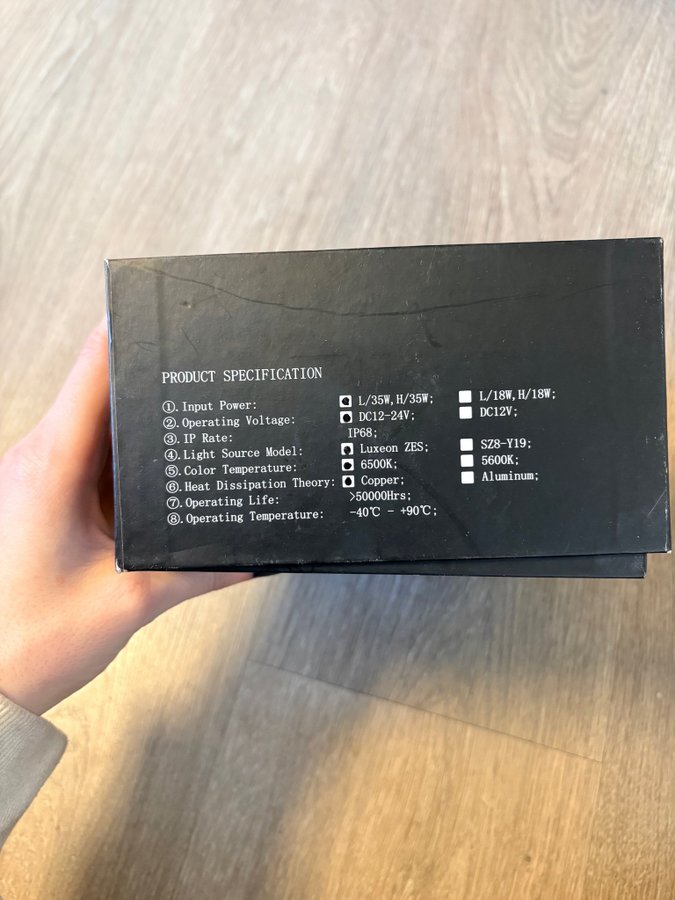 PRODUCT SPECIFICATION
①.Input Power: L/35W,H/35W; L/18W,H/18W;
②.Operating Voltage: DC12-24V; DC12V;
③.IP Rate: IP68;
④.Light Source Model: Luxeon ZES; SZ8-Y19;
⑤.Color Temperature: 6500K; 5600K;
⑥.Heat Dissipation Theory: Copper; Aluminum;
⑦.Operating Life: >50000Hrs;
⑧.Operating Temperature: -40℃ - +90℃;